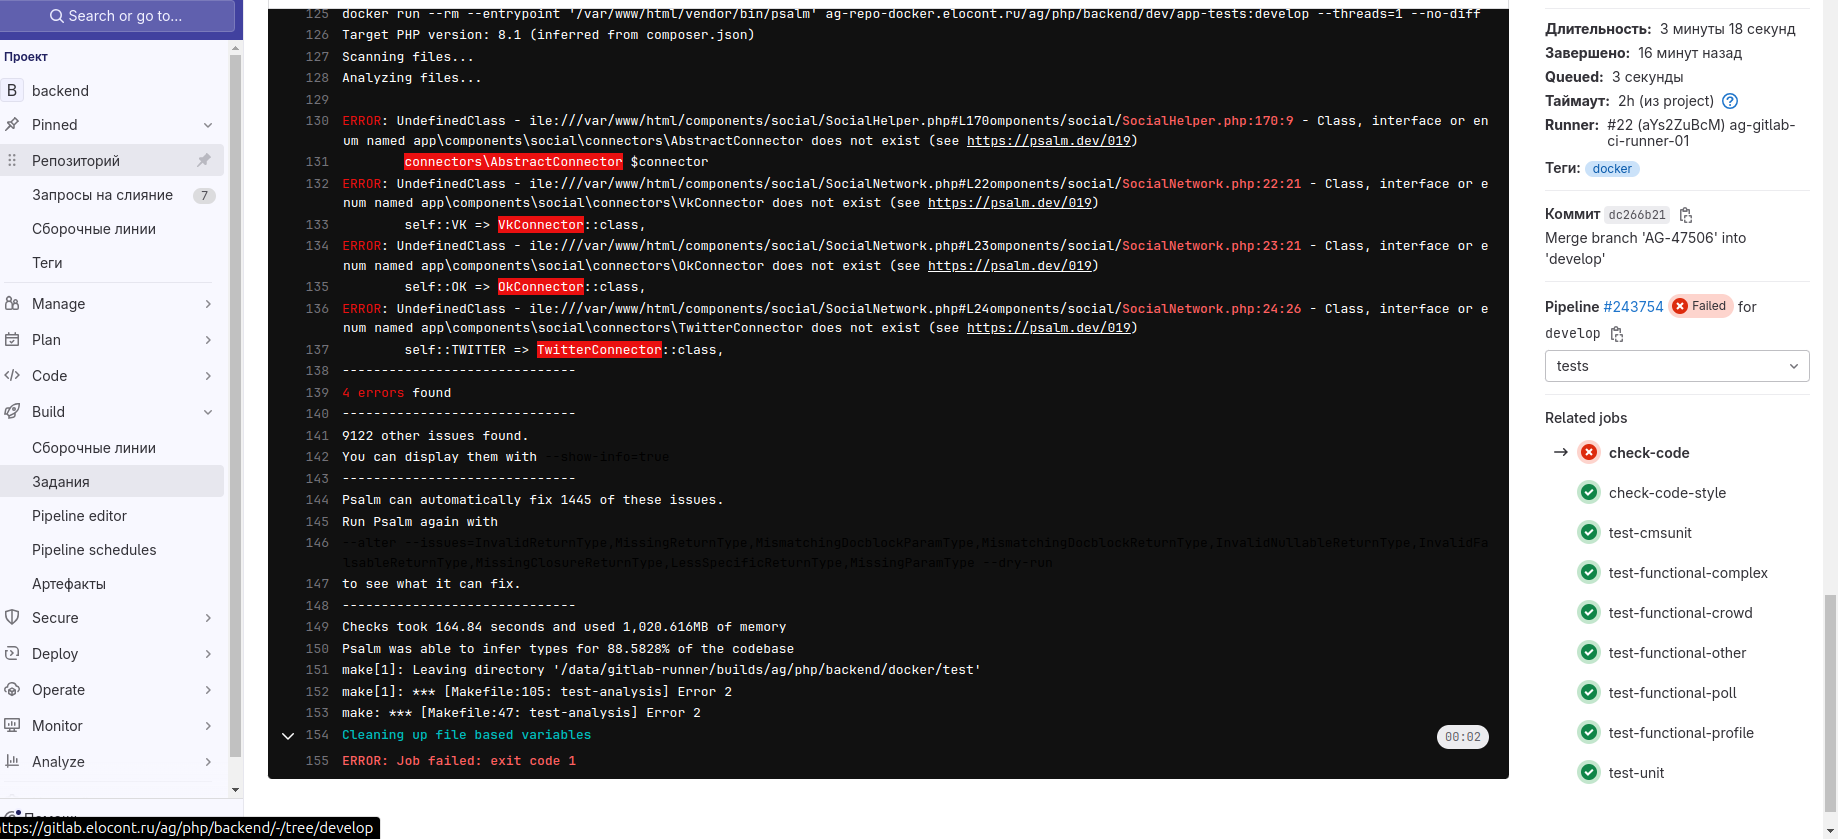 Search or go to...
Проект
B backend
Pinned
Репозиторий
Запросы на слияние 7
Сборочные линии
Теги
Manage
Plan
Code
Build
Сборочные линии
Задания
Pipeline editor
Pipeline schedules
Артефакты
Secure
Deploy
Operate
Monitor
Analyze
https://gitlab.elocont.ru/ag/php/backend/-/tree/develop
125 docker run --rm --entrypoint '/var/www/html/vendor/bin/psalm' ag-repo-docker.elocont.ru/ag/php/backend/dev/app-tests:develop --threads=1 --no-diff
126 Target PHP version: 8.1 (inferred from composer.json)
127 Scanning files...
128 Analyzing files...
129
130 ERROR: UndefinedClass - ile:///var/www/html/components/social/SocialHelper.php#L170omponents/social/SocialHelper.php:170:9 - Class, interface or en
um named app\components\social\connectors\AbstractConnector does not exist (see https://psalm.dev/019)
131 connectors\AbstractConnector $connector
132 ERROR: UndefinedClass - ile:///var/www/html/components/social/SocialNetwork.php#L22omponents/social/SocialNetwork.php:22:21 - Class, interface or e
num named app\components\social\connectors\VkConnector does not exist (see https://psalm.dev/019)
133 self::VK => VkConnector::class,
134 ERROR: UndefinedClass - ile:///var/www/html/components/social/SocialNetwork.php#L23omponents/social/SocialNetwork.php:23:21 - Class, interface or e
num named app\components\social\connectors\OkConnector does not exist (see https://psalm.dev/019)
135 self::OK => OkConnector::class,
136 ERROR: UndefinedClass - ile:///var/www/html/components/social/SocialNetwork.php#L24omponents/social/SocialNetwork.php:24:26 - Class, interface or e
num named app\components\social\connectors\TwitterConnector does not exist (see https://psalm.dev/019)
137 self::TWITTER => TwitterConnector::class,
138 ------------------------------
139 4 errors found
140 ------------------------------
141 9122 other issues found.
142 You can display them with --show-info=true
143 ------------------------------
144 Psalm can automatically fix 1445 of these issues.
145 Run Psalm again with
146 --alter --issues=InvalidReturnType,MissingReturnType,MismatchingDocblockParamType,MismatchingDocblockReturnType,InvalidNullableReturnType,InvalidFa
lsableReturnType,MissingClosureReturnType,LessSpecificReturnType,MissingParamType --dry-run
147 to see what it can fix.
148 ------------------------------
149 Checks took 164.84 seconds and used 1,020.616MB of memory
150 Psalm was able to infer types for 88.5828% of the codebase
151 make[1]: Leaving directory '/data/gitlab-runner/builds/ag/php/backend/docker/test'
152 make[1]: *** [Makefile:105: test-analysis] Error 2
153 make: *** [Makefile:47: test-analysis] Error 2
154 Cleaning up file based variables 00:02
155 ERROR: Job failed: exit code 1
Длительность: 3 минуты 18 секунд
Завершено: 16 минут назад
Queued: 3 секунды
Таймаут: 2h (из project)
Runner: #22 (aYs2ZuBcM) ag-gitlab-
ci-runner-01
Теги: docker
Коммит dc266b21
Merge branch 'AG-47506' into
'develop'
Pipeline #243754 Failed for
develop
tests
Related jobs
check-code
check-code-style
test-cmsunit
test-functional-complex
test-functional-crowd
test-functional-other
test-functional-poll
test-functional-profile
test-unit